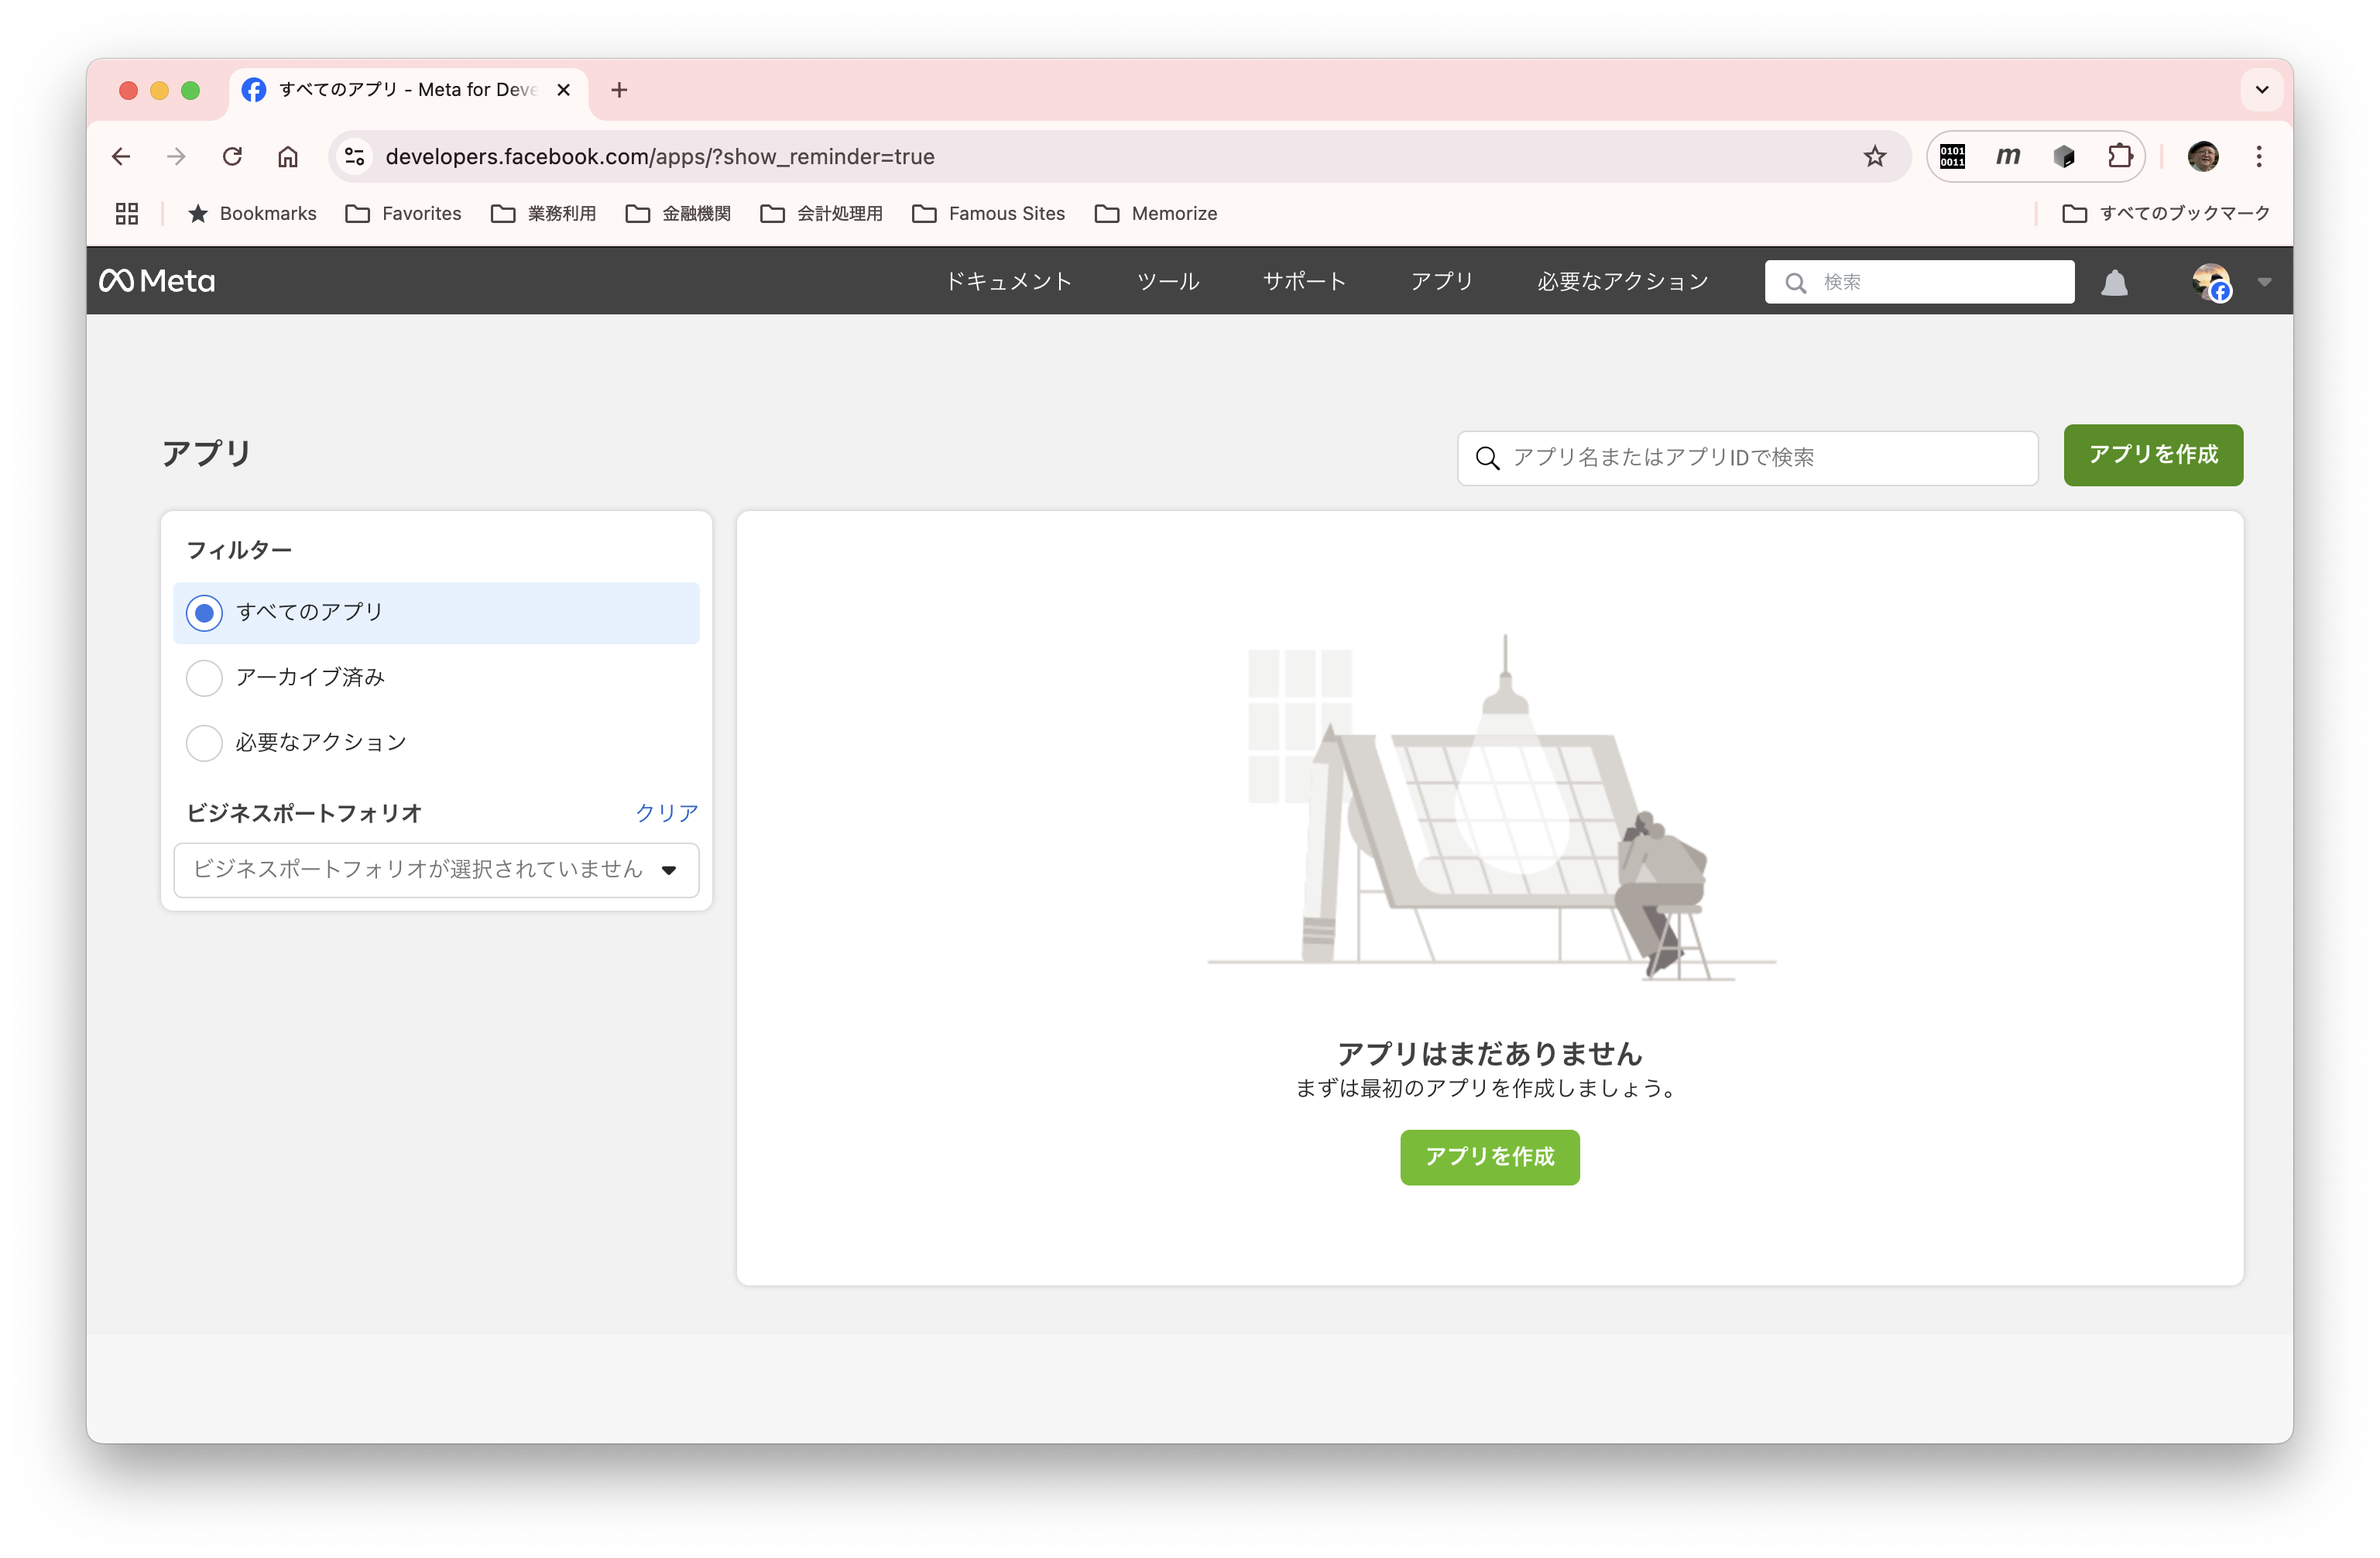 すべてのアプリ - Meta for Deve
developers.facebook.com/apps/?show_reminder=true
0101
0011
m
Bookmarks Favorites 業務利用 金融機関 会計処理用 Famous Sites Memorize すべてのブックマーク
Meta ドキュメント ツール サポート アプリ 必要なアクション 検索
アプリ アプリ名またはアプリIDで検索 アプリを作成
フィルター
すべてのアプリ
アーカイブ済み
必要なアクション
ビジネスポートフォリオ クリア
ビジネスポートフォリオが選択されていません
アプリはまだありません
まずは最初のアプリを作成しましょう。
アプリを作成